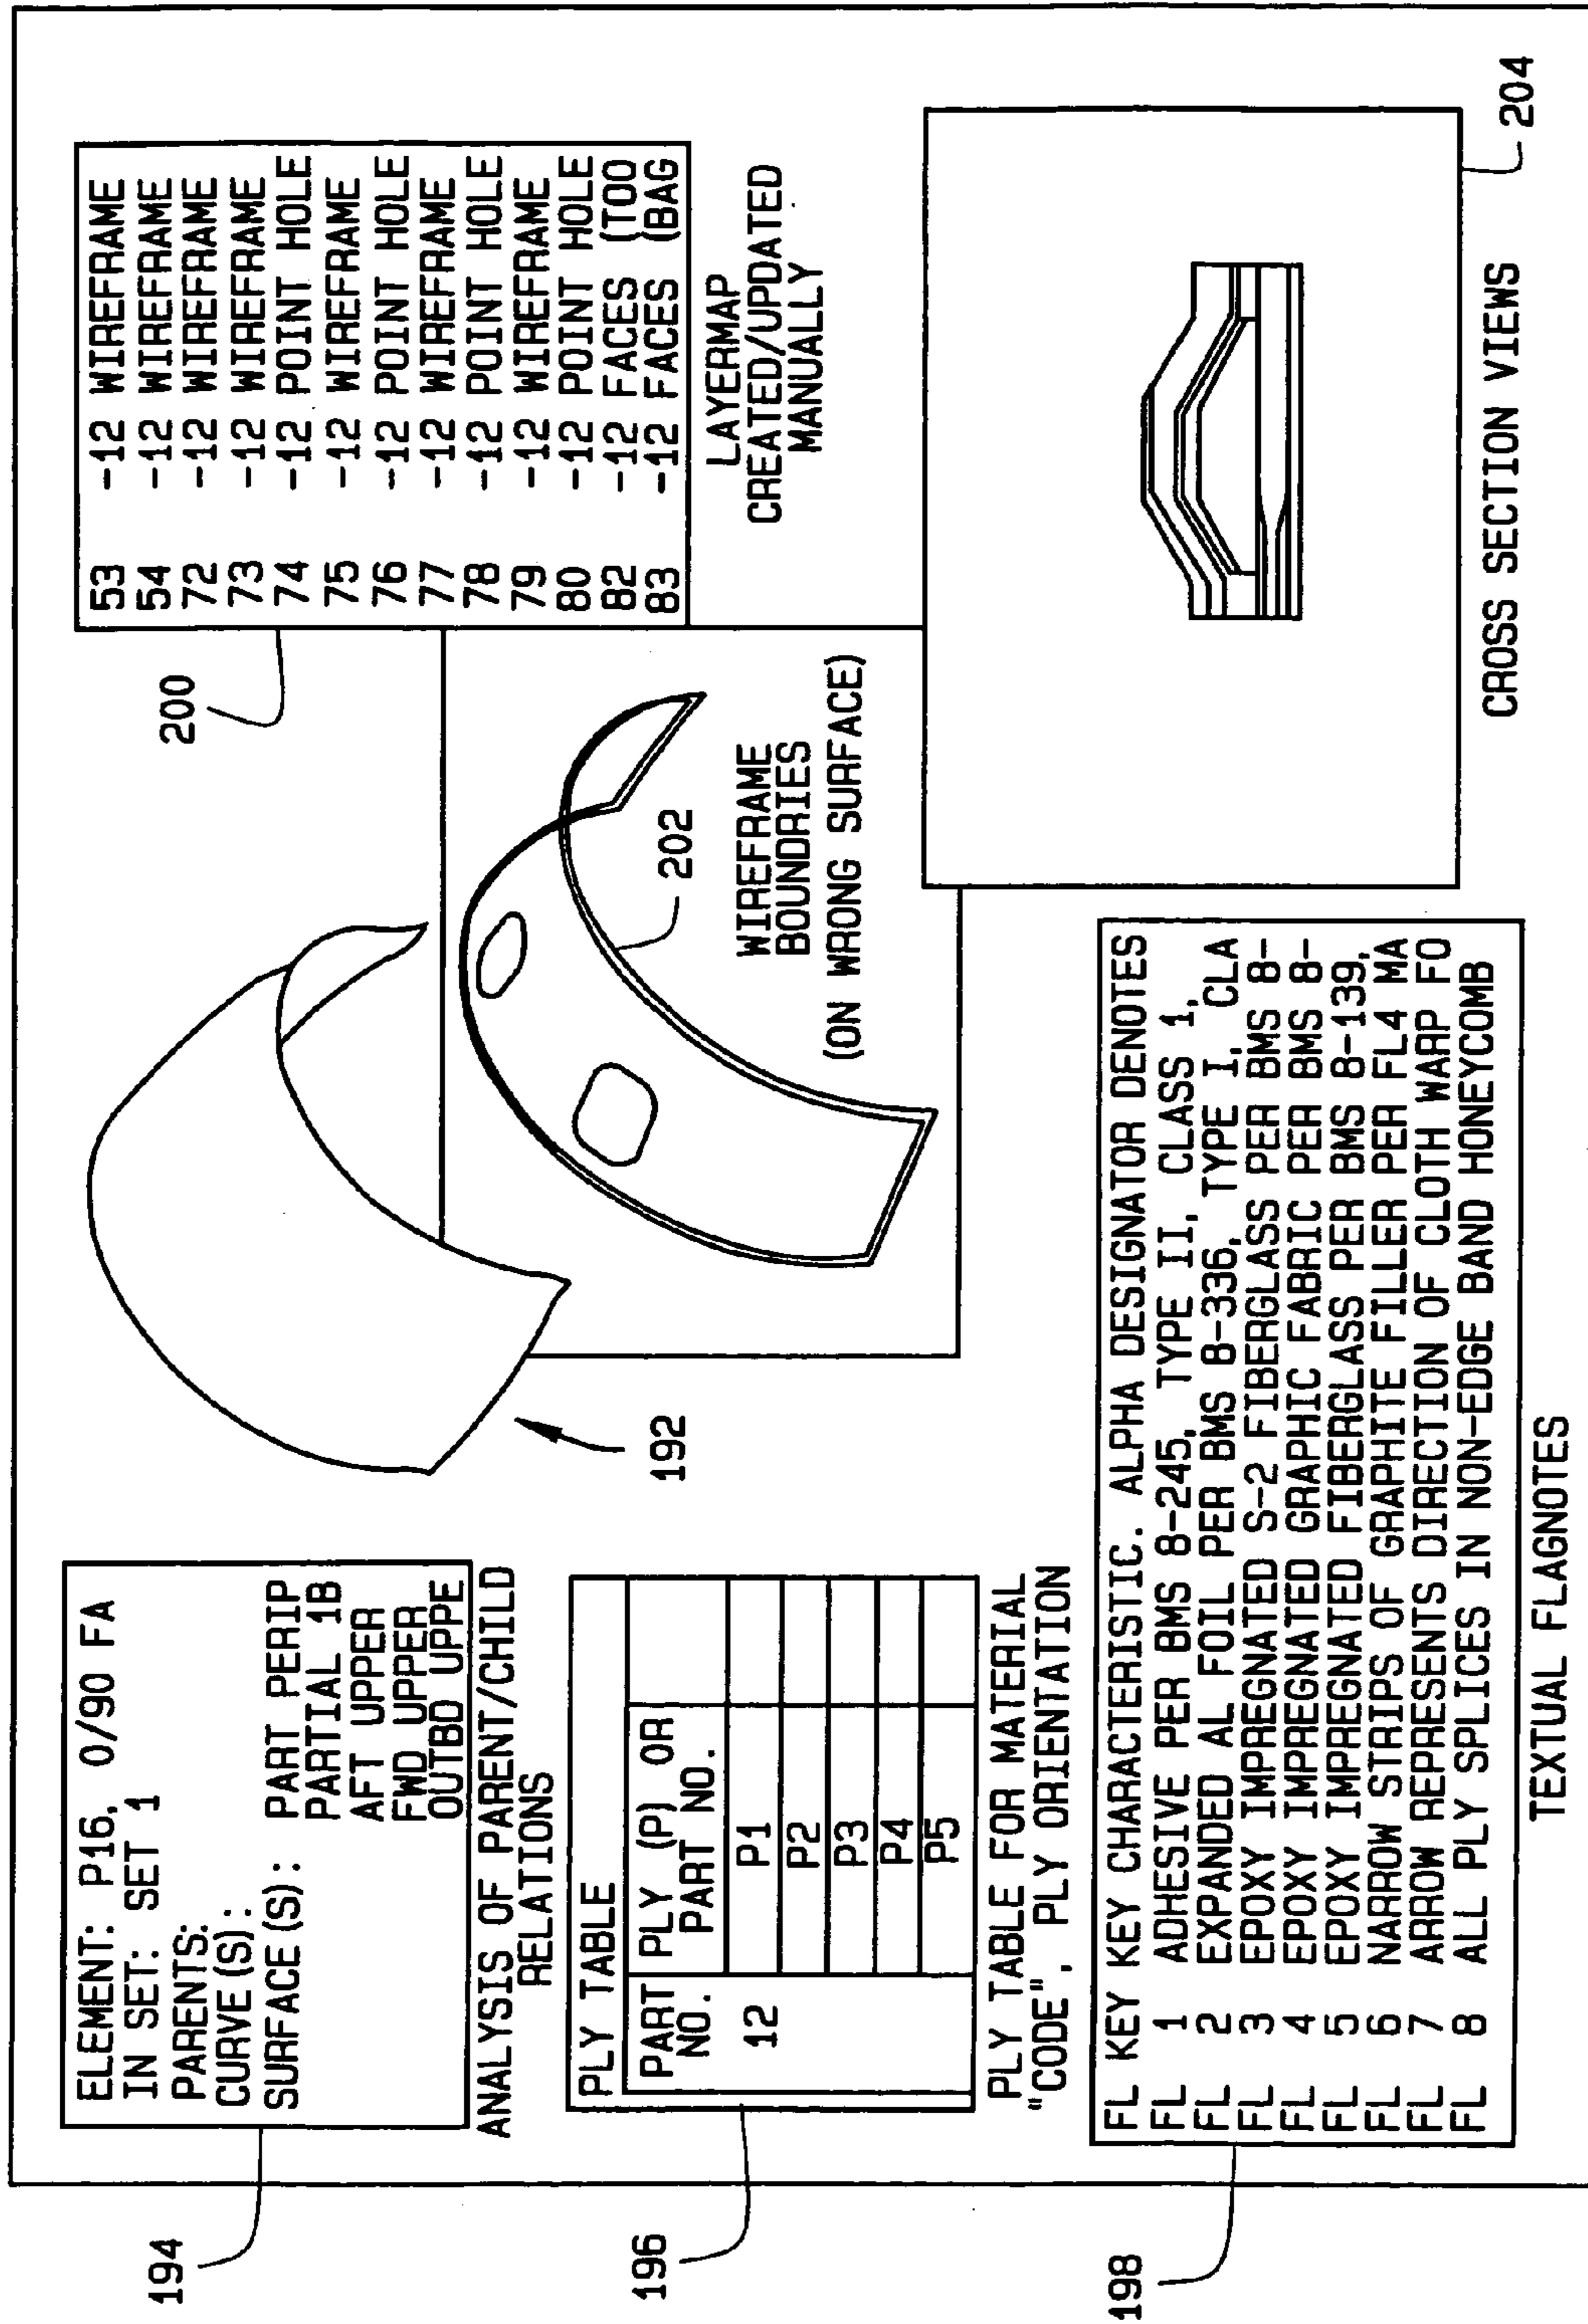 194
ELEMENT: P16, 0/90 FA
IN SET: SET 1
PARENTS:
CURVE(S):
SURFACE(S): PART PERIP
PARTIAL 1B
AFT UPPER
FWD UPPER
OUTBD UPPE
ANALYSIS OF PARENT/CHILD
RELATIONS
192
200
53 -12 WIREFRAME
54 -12 WIREFRAME
72 -12 WIREFRAME
73 -12 WIREFRAME
74 -12 POINT HOLE
75 -12 WIREFRAME
76 -12 POINT HOLE
77 -12 WIREFRAME
78 -12 POINT HOLE
79 -12 WIREFRAME
80 -12 POINT HOLE
82 -12 FACES (TOO
83 -12 FACES (BAG
LAYERMAP
CREATED/UPDATED
MANUALLY
196
PLY TABLE
PART NO.
PLY (P) OR PART NO.
12
P1
P2
P3
P4
P5
PLY TABLE FOR MATERIAL
"CODE", PLY ORIENTATION
202
WIREFRAME
BOUNDRIES
(ON WRONG SURFACE)
198
FL KEY KEY CHARACTERISTIC. ALPHA DESIGNATOR DENOTES
FL 1 ADHESIVE PER BMS 8-245, TYPE II, CLASS 1,
FL 2 EXPANDED AL FOIL PER BMS 8-336, TYPE I, CLA
FL 3 EPOXY IMPREGNATED S-2 FIBERGLASS PER BMS 8-
FL 4 EPOXY IMPREGNATED GRAPHIC FABRIC PER BMS 8-
FL 5 EPOXY IMPREGNATED FIBERGLASS PER BMS 8-139,
FL 6 NARROW STRIPS OF GRAPHITE FILLER PER FL4 MA
FL 7 ARROW REPRESENTS DIRECTION OF CLOTH WARP FO
FL 8 ALL PLY SPLICES IN NON-EDGE BAND HONEYCOMB
TEXTUAL FLAGNOTES
204
CROSS SECTION VIEWS